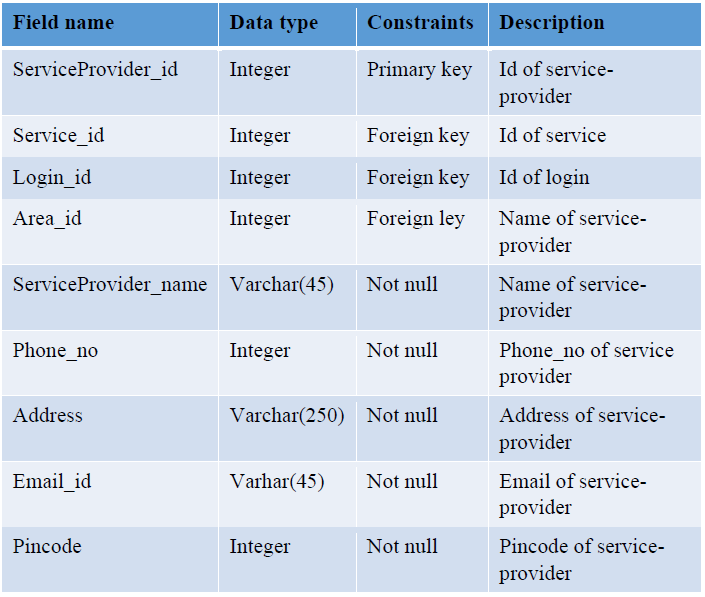 Field name Data type Constraints Description
ServiceProvider_id Integer Primary key Id of service-
provider
Service_id Integer Foreign key Id of service
Login_id Integer Foreign key Id of login
Area_id Integer Foreign ley Name of service-
provider
ServiceProvider_name Varchar(45) Not null Name of service-
provider
Phone_no Integer Not null Phone_no of service
provider
Address Varchar(250) Not null Address of service-
provider
Email_id Varhar(45) Not null Email of service-
provider
Pincode Integer Not null Pincode of service-
provider